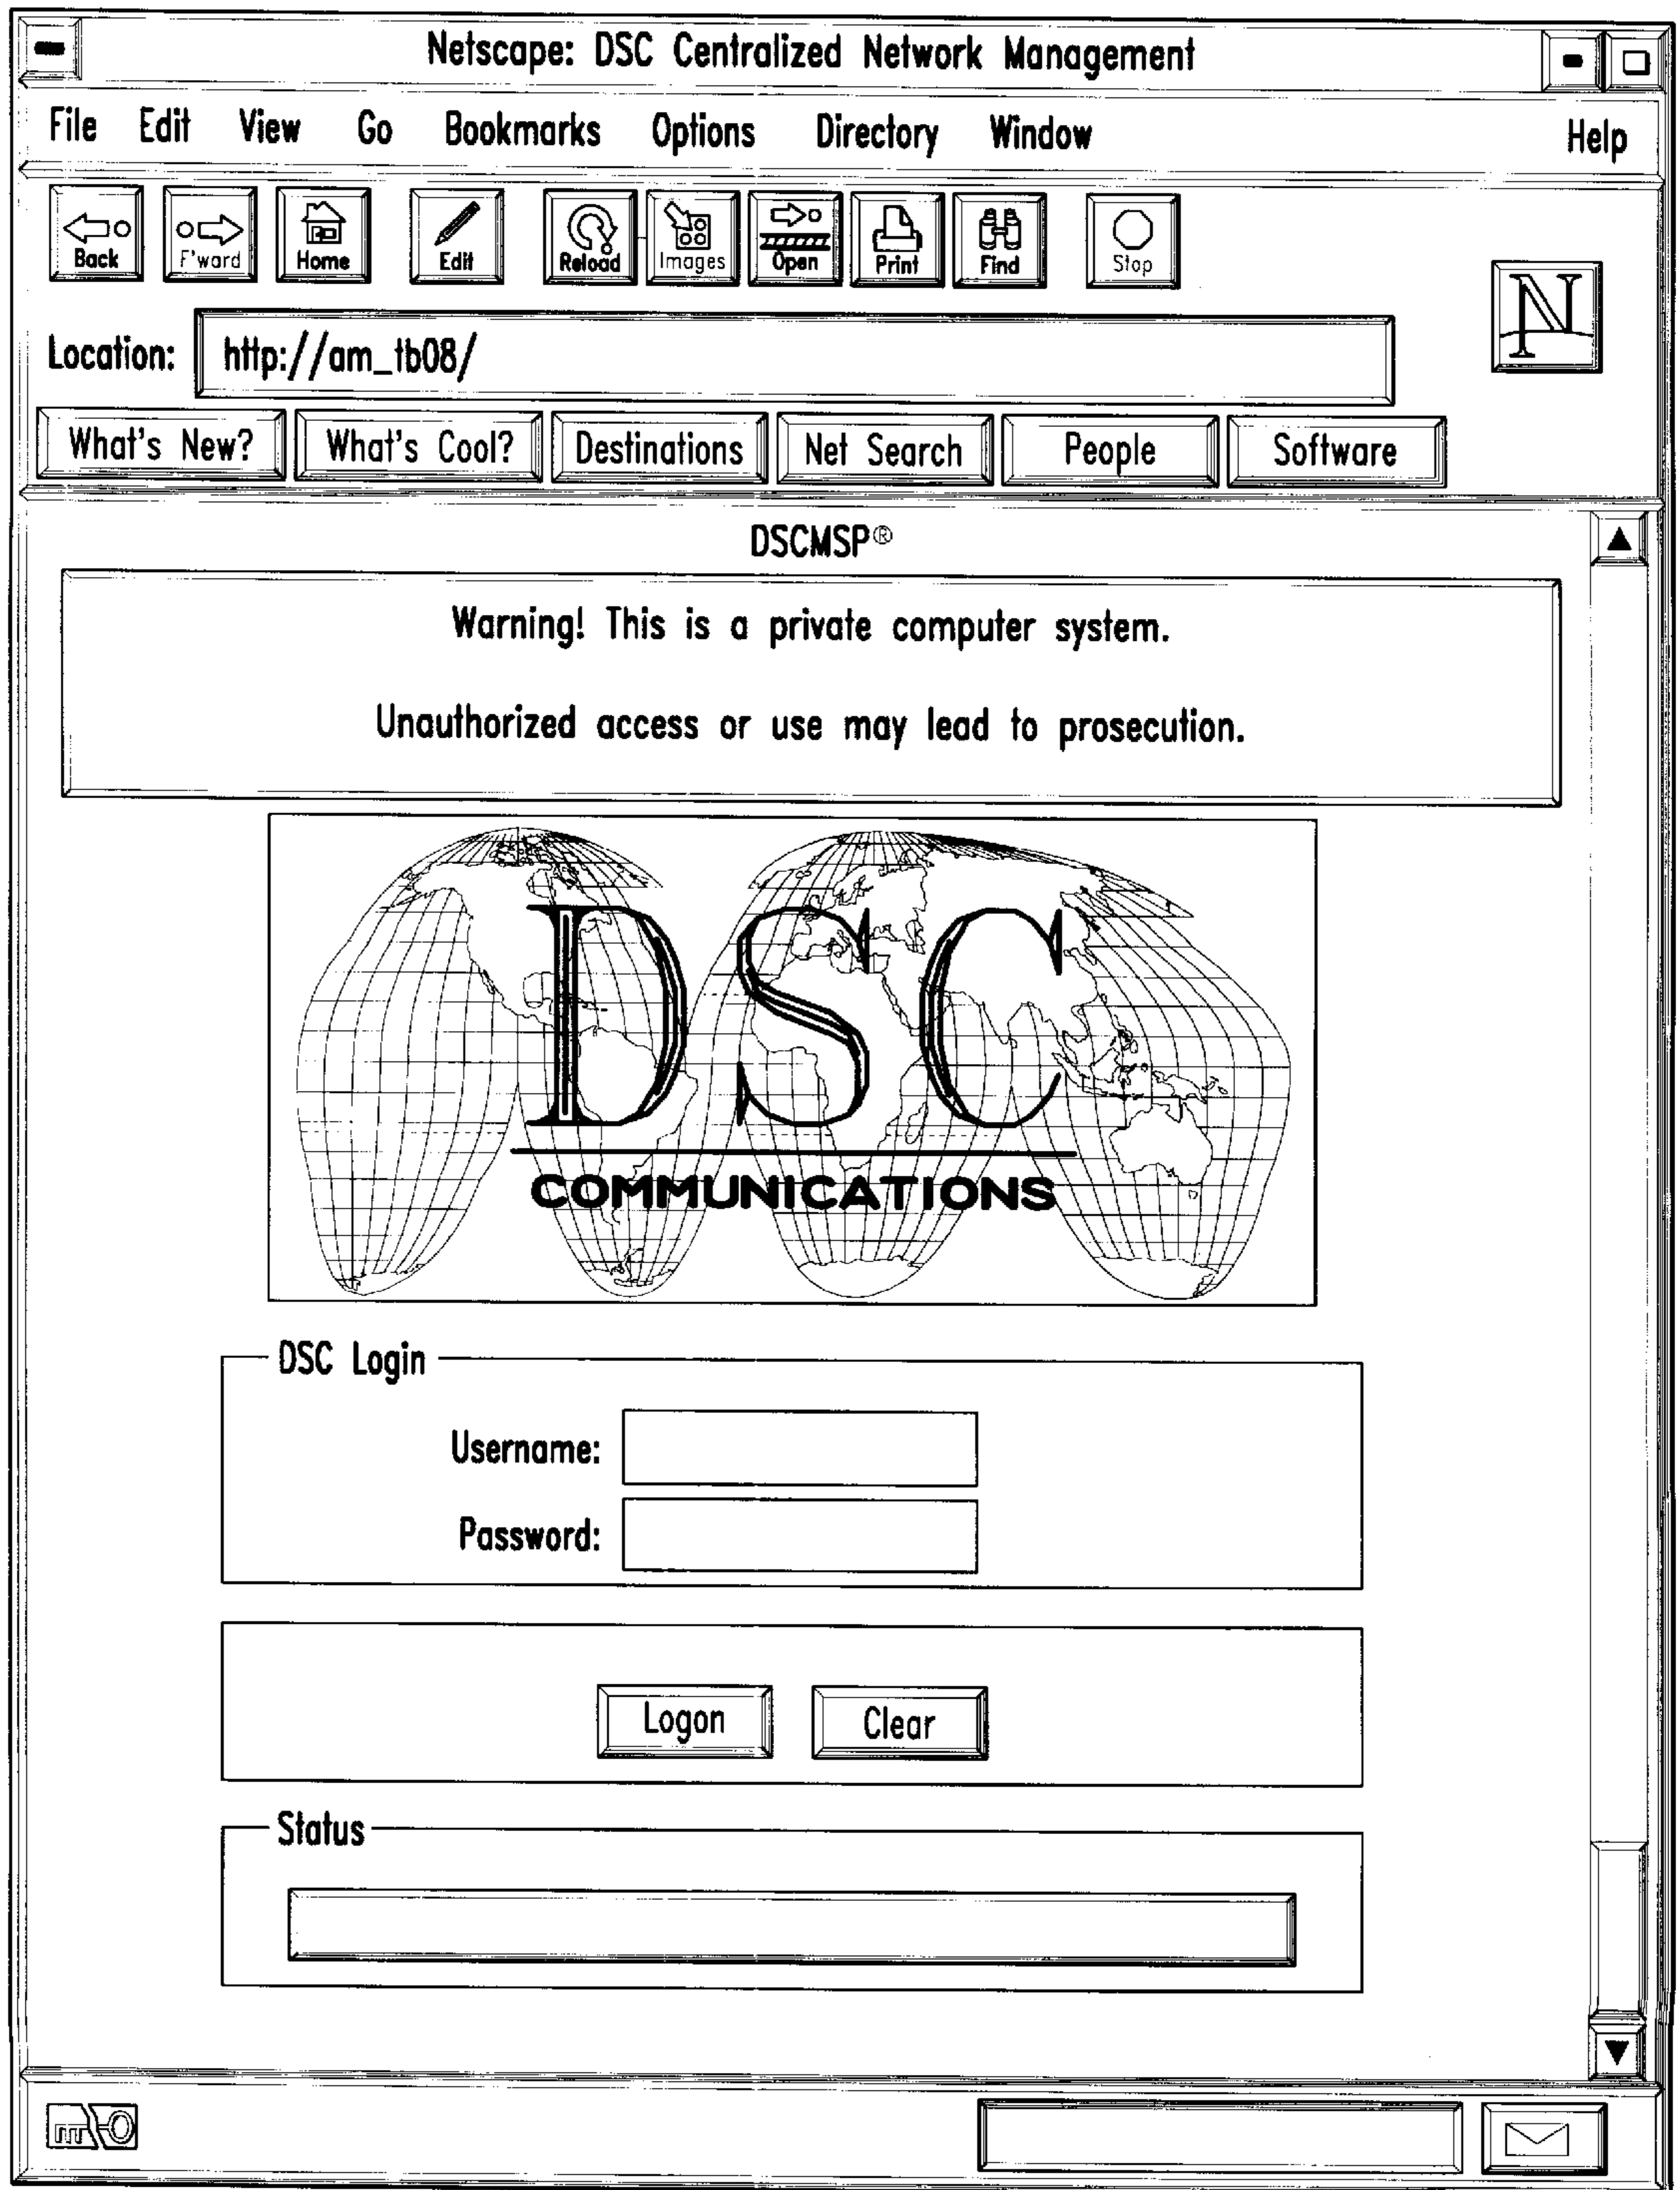 Netscape: DSC Centralized Network Management
File Edit View Go Bookmarks Options Directory Window Help
Back F'ward Home Edit Reload Images Open Print Find Stop
N
Location: http://am_tb08/
What's New? What's Cool? Destinations Net Search People Software
DSCMSP®
Warning! This is a private computer system.
Unauthorized access or use may lead to prosecution.
DSC
COMMUNICATIONS
DSC Login
Username:
Password:
Logon Clear
Status